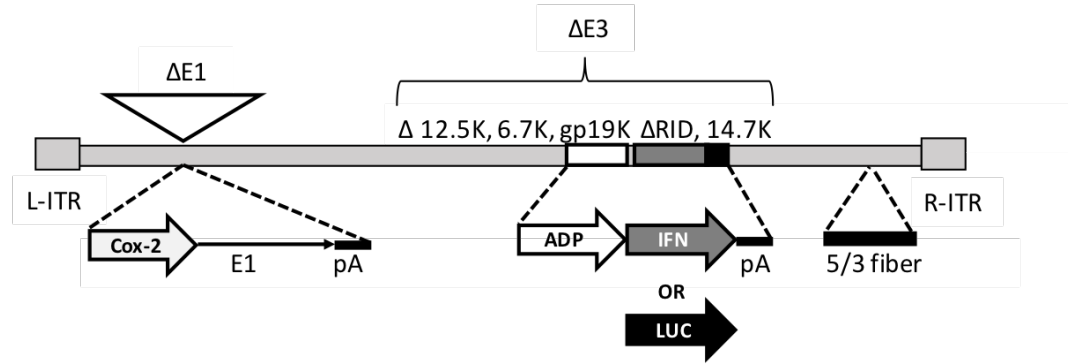 ΔE3
ΔE1
Δ 12.5K, 6.7K, gp19K ΔRID, 14.7K
L-ITR
R-ITR
Cox-2
E1
pA
ADP
IFN
pA
5/3 fiber
OR
LUC